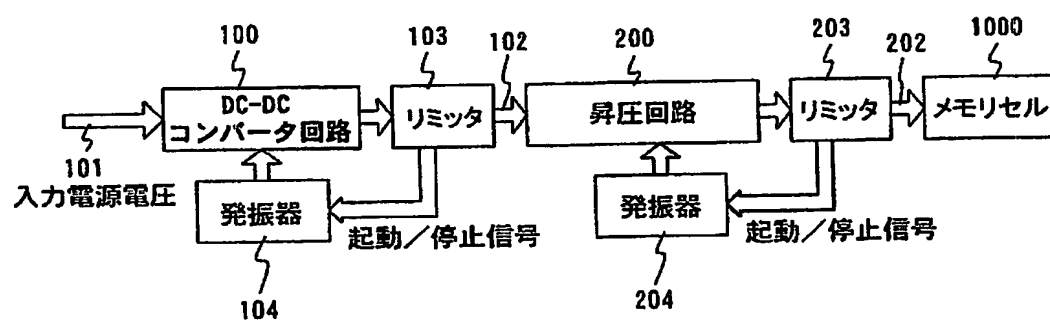 100
103
102
200
203
202
1000
DC-DC
コンバータ回路
リミッタ
昇圧回路
リミッタ
メモリセル
101
入力電源電圧
発振器
起動／停止信号
発振器
起動／停止信号
104
204